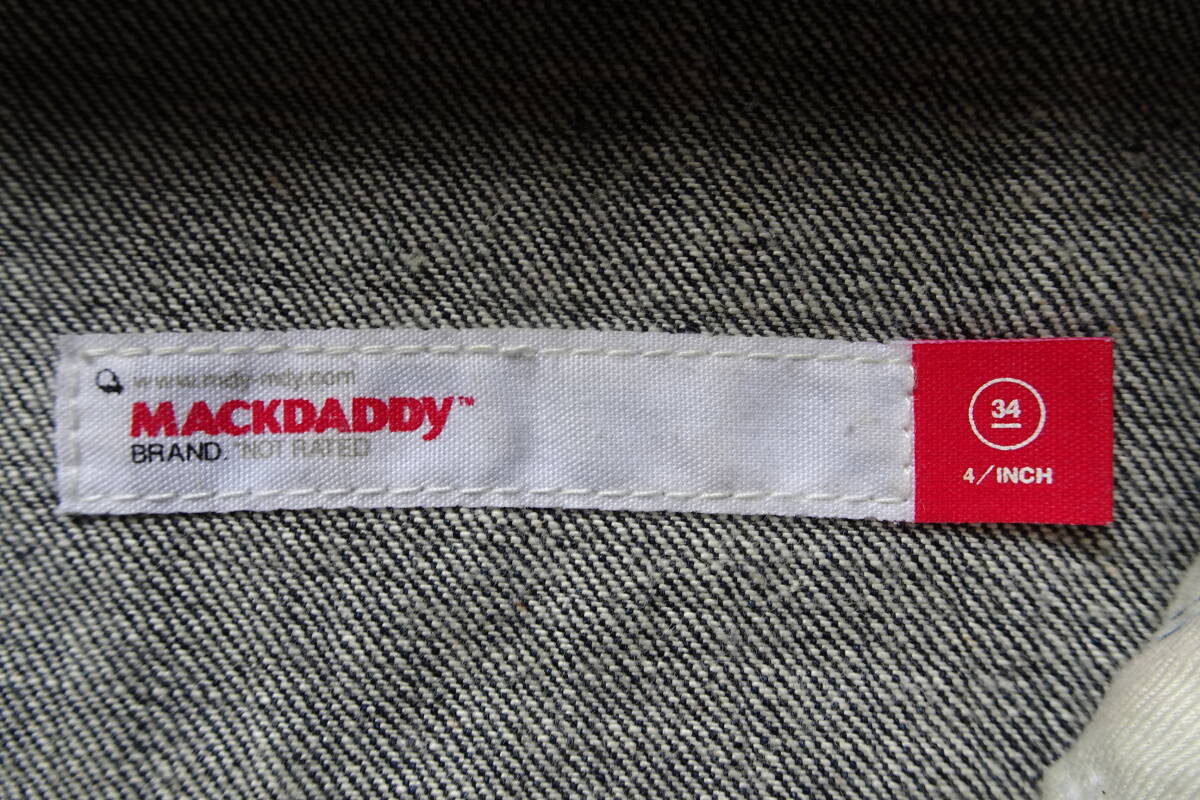 www.mdy-mdy.com
MACKDADDY™
BRAND. NOT RATED
34
4/INCH